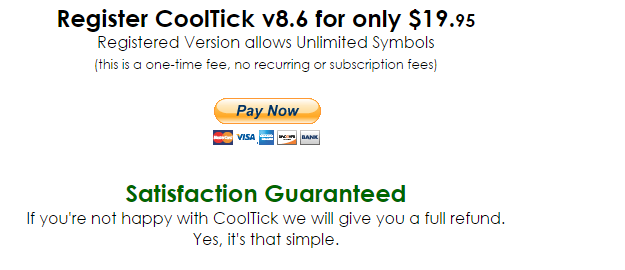 Register CoolTick v8.6 for only $19.95
Registered Version allows Unlimited Symbols
(this is a one-time fee, no recurring or subscription fees)
Pay Now
MasterCard VISA DISCOVER BANK
Satisfaction Guaranteed
If you're not happy with CoolTick we will give you a full refund.
Yes, it's that simple.